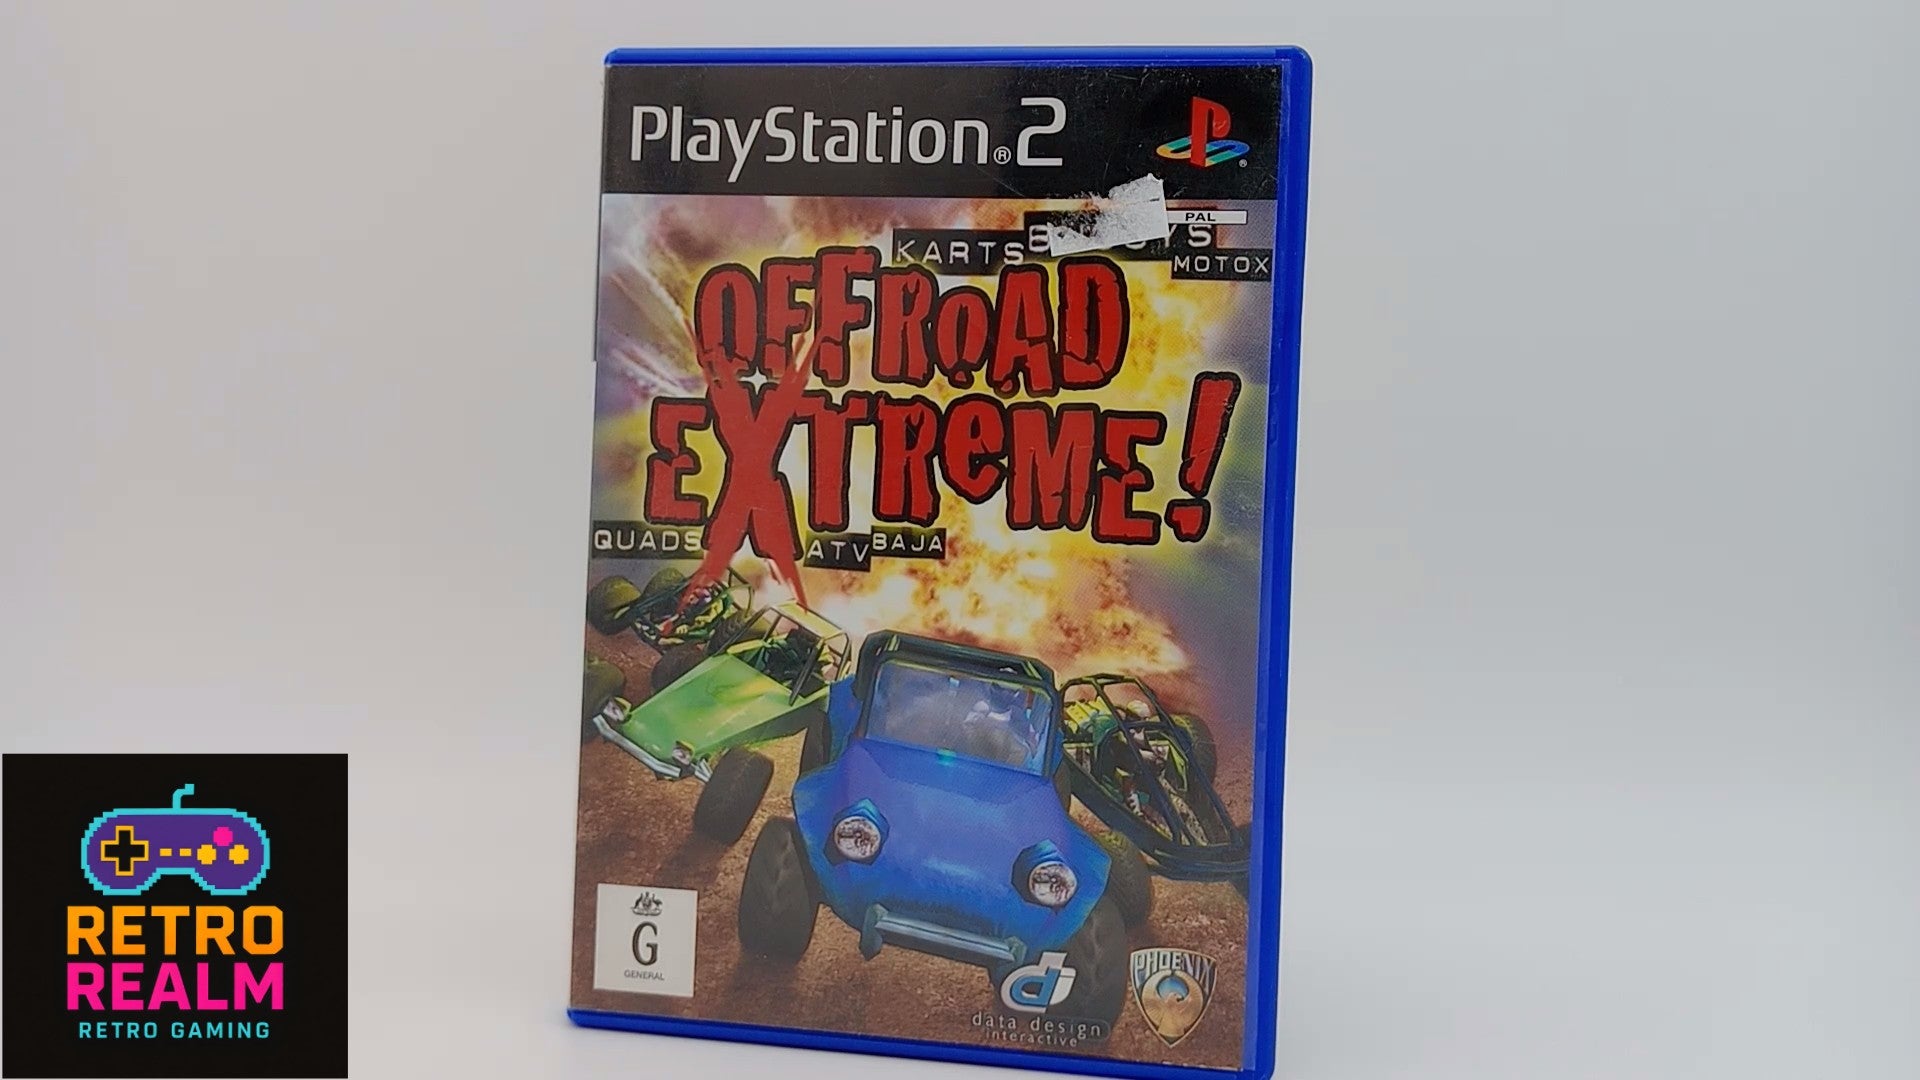 PlayStation®2
PAL
KARTS
MOTOX
OFFROAD
EXTREME!
QUADS
ATV
BAJA
G
GENERAL
data design
interactive
PHOENIX
RETRO
REALM
RETRO GAMING